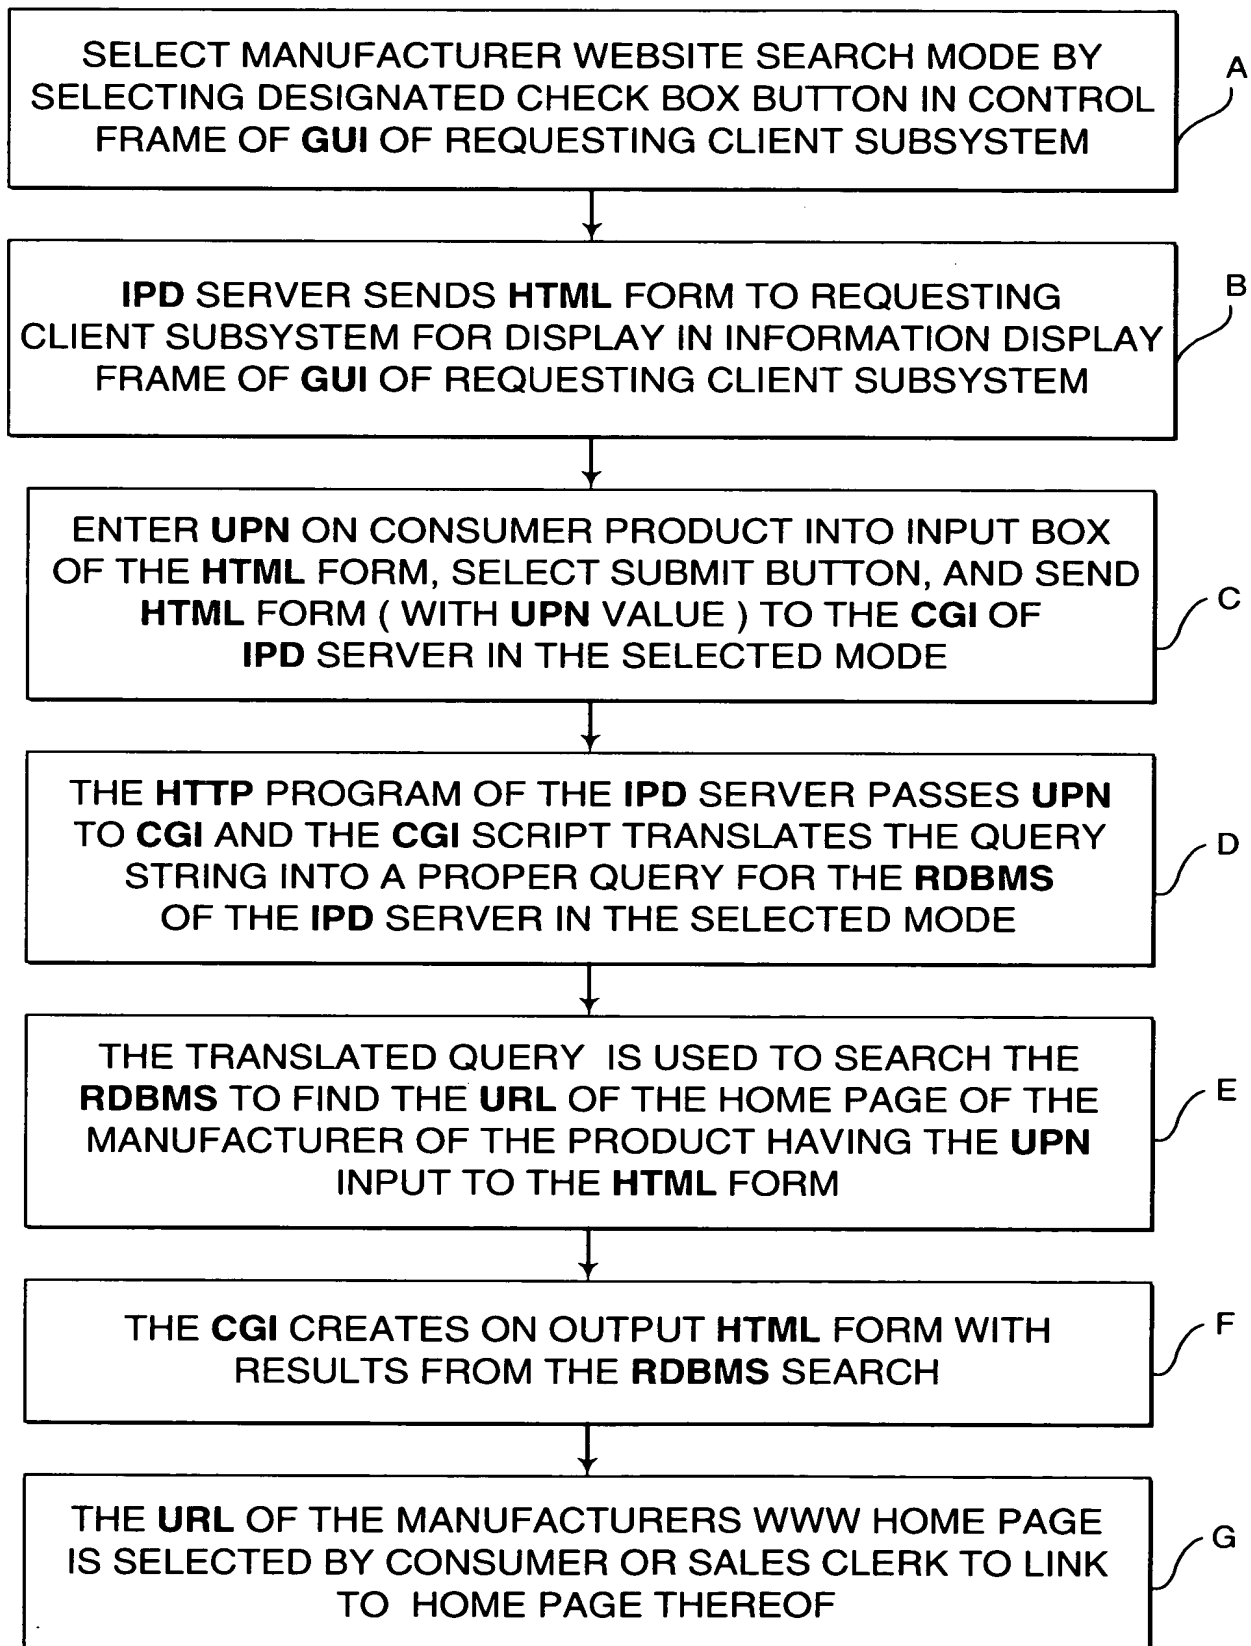 SELECT MANUFACTURER WEBSITE SEARCH MODE BY
SELECTING DESIGNATED CHECK BOX BUTTON IN CONTROL
FRAME OF GUI OF REQUESTING CLIENT SUBSYSTEM
A
IPD SERVER SENDS HTML FORM TO REQUESTING
CLIENT SUBSYSTEM FOR DISPLAY IN INFORMATION DISPLAY
FRAME OF GUI OF REQUESTING CLIENT SUBSYSTEM
B
ENTER UPN ON CONSUMER PRODUCT INTO INPUT BOX
OF THE HTML FORM, SELECT SUBMIT BUTTON, AND SEND
HTML FORM ( WITH UPN VALUE ) TO THE CGI OF
IPD SERVER IN THE SELECTED MODE
C
THE HTTP PROGRAM OF THE IPD SERVER PASSES UPN
TO CGI AND THE CGI SCRIPT TRANSLATES THE QUERY
STRING INTO A PROPER QUERY FOR THE RDBMS
OF THE IPD SERVER IN THE SELECTED MODE
D
THE TRANSLATED QUERY IS USED TO SEARCH THE
RDBMS TO FIND THE URL OF THE HOME PAGE OF THE
MANUFACTURER OF THE PRODUCT HAVING THE UPN
INPUT TO THE HTML FORM
E
THE CGI CREATES ON OUTPUT HTML FORM WITH
RESULTS FROM THE RDBMS SEARCH
F
THE URL OF THE MANUFACTURERS WWW HOME PAGE
IS SELECTED BY CONSUMER OR SALES CLERK TO LINK
TO HOME PAGE THEREOF
G